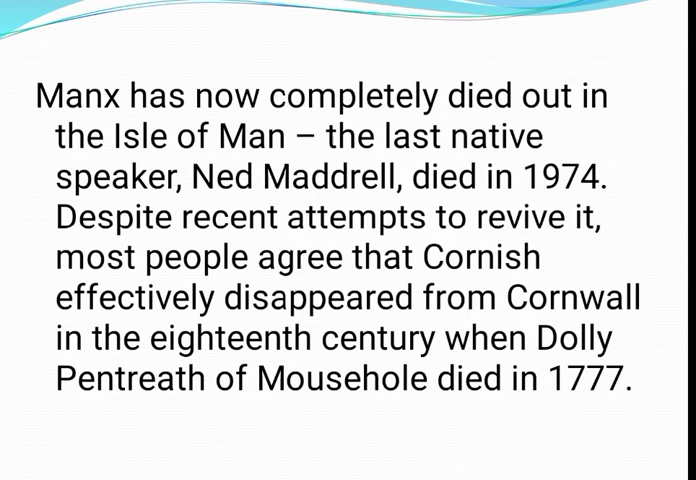 Manx has now completely died out in
the Isle of Man – the last native
speaker, Ned Maddrell, died in 1974.
Despite recent attempts to revive it,
most people agree that Cornish
effectively disappeared from Cornwall
in the eighteenth century when Dolly
Pentreath of Mousehole died in 1777.